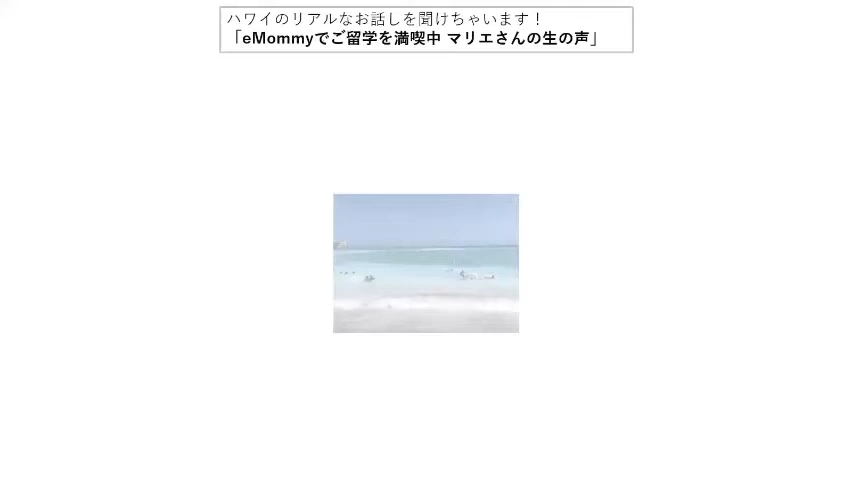 ハワイのリアルなお話しを聞けちゃいます！
「eMommyでご留学を満喫中 マリエさんの生の声」